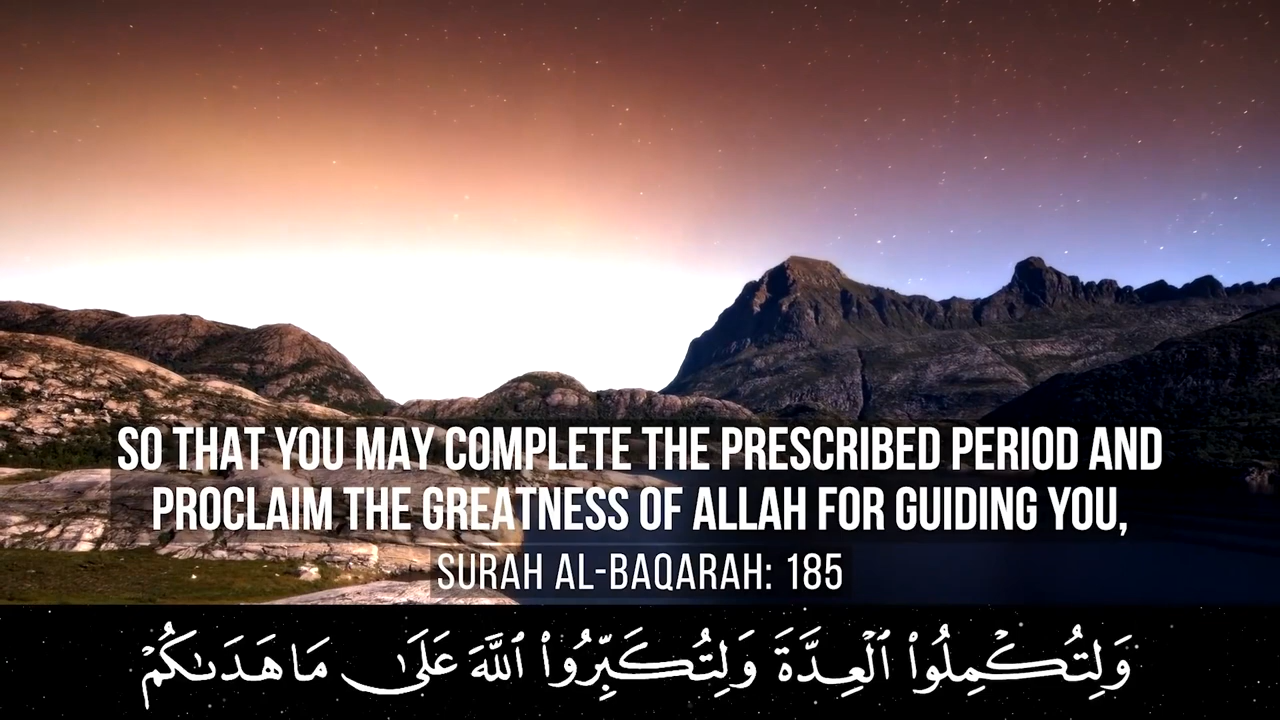 SO THAT YOU MAY COMPLETE THE PRESCRIBED PERIOD AND
PROCLAIM THE GREATNESS OF ALLAH FOR GUIDING YOU,
SURAH AL-BAQARAH: 185
وَلِتُكۡمِلُواْ ٱلۡعِدَّةَ وَلِتُكَبِّرُواْ ٱللَّهَ عَلَىٰ مَا هَدَىٰكُمۡ